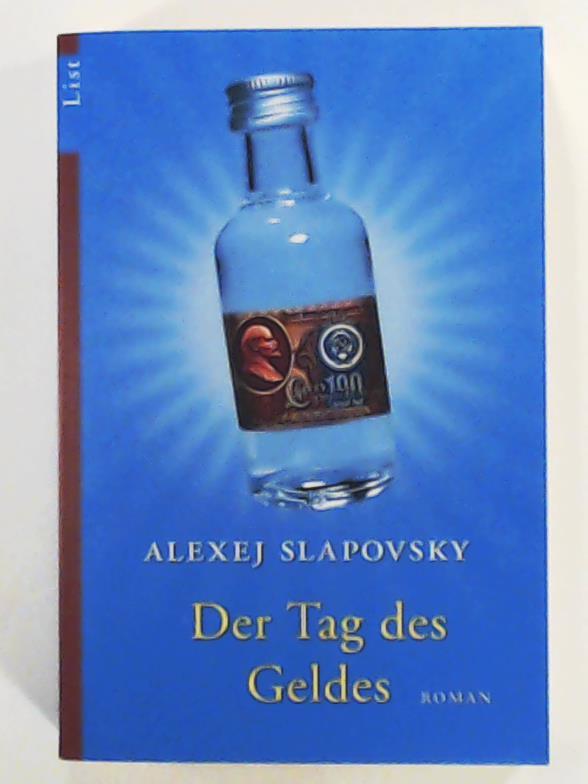 List
ALEXEJ SLAPOVSKY
Der Tag des
Geldes
ROMAN